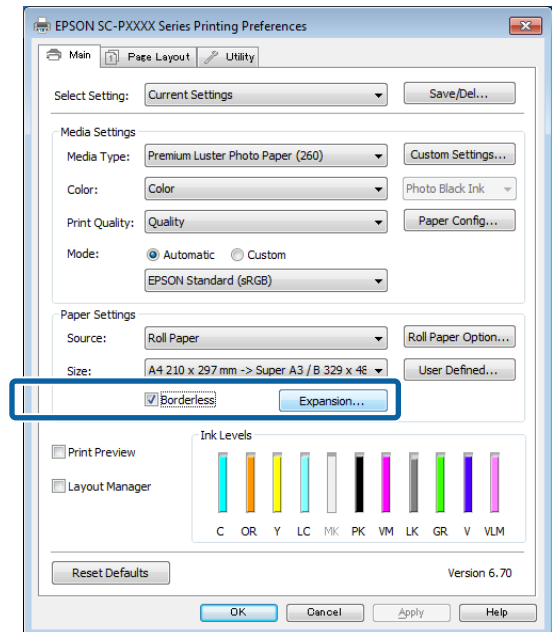 EPSON SC-PXXXX Series Printing Preferences
Main Page Layout Utility
Select Setting: Current Settings Save/Del...
Media Settings
Media Type: Premium Luster Photo Paper (260) Custom Settings...
Color: Color Photo Black Ink
Print Quality: Quality Paper Config...
Mode: Automatic Custom
EPSON Standard (sRGB)
Paper Settings
Source: Roll Paper Roll Paper Option...
Size: A4 210 x 297 mm -> Super A3 / B 329 x 48 User Defined...
Borderless Expansion...
Ink Levels
Print Preview
Layout Manager
C OR Y LC MK PK VM LK GR V VLM
Reset Defaults Version 6.70
OK Cancel Apply Help